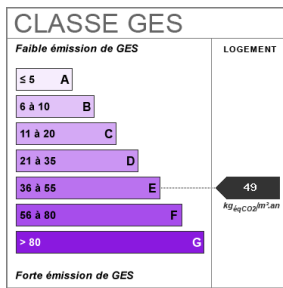 CLASSE GES
Faible émission de GES
LOGEMENT
≤ 5 A
6 à 10 B
11 à 20 C
21 à 35 D
36 à 55 E
49
kgéqCO2/m².an
56 à 80 F
> 80 G
Forte émission de GES